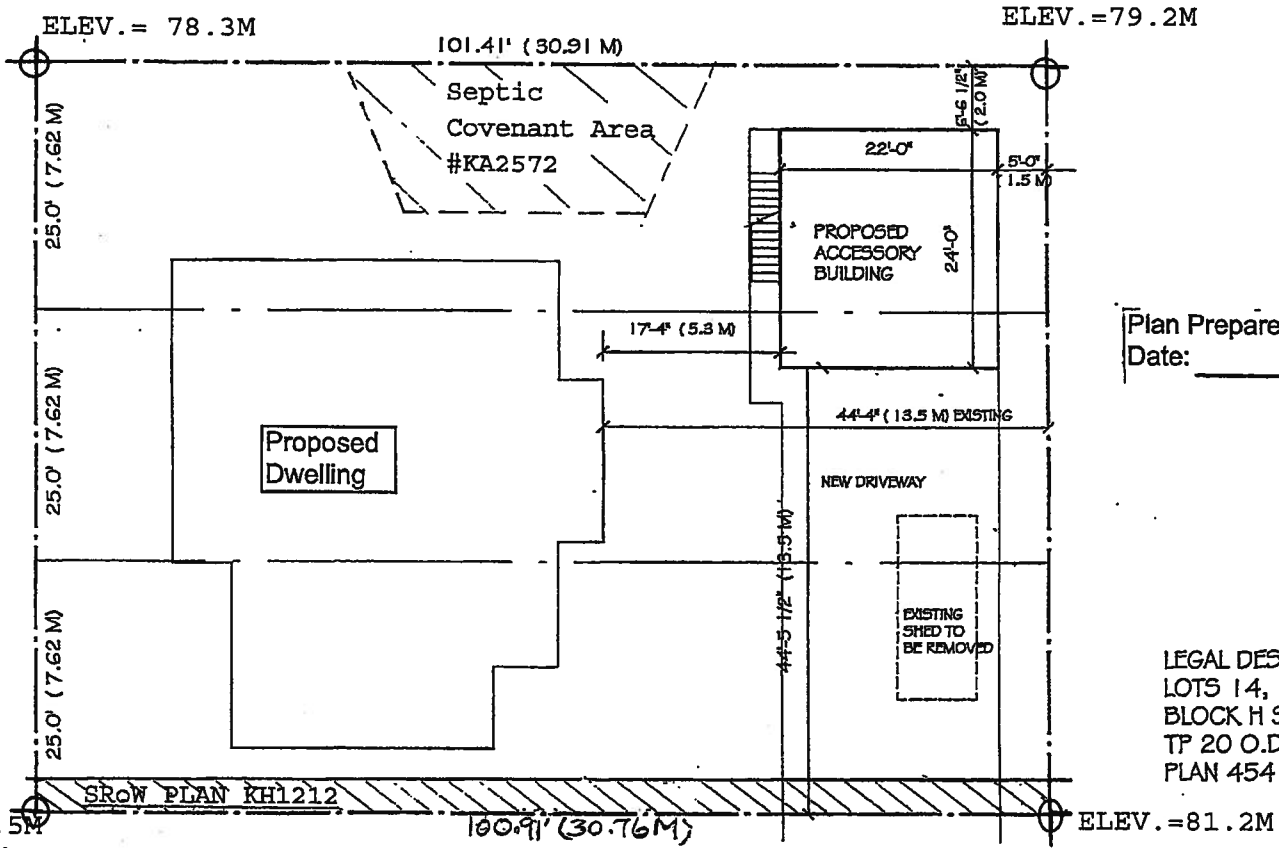 ELEV.= 78.3M
ELEV.=79.2M
101.41' (30.91 M)
Septic
Covenant Area
#KA2572
6'-6 1/2"
(2.0 M)
25.0' (7.62 M)
22'-0"
5'-0"
(1.5 M)
PROPOSED
ACCESSORY
BUILDING
24'-0"
17'-4" (5.3 M)
Plan Prepare
Date:
25.0' (7.62 M)
44'-4" (13.5 M) EXISTING
Proposed
Dwelling
NEW DRIVEWAY
44'-5 1/2" (13.5 M)
EXISTING
SHED TO
BE REMOVED
25.0' (7.62 M)
LEGAL DES
LOTS 14,
BLOCK H S
TP 20 O.D
PLAN 454
SRoW PLAN KH1212
5M
100.91' (30.76M)
ELEV.=81.2M